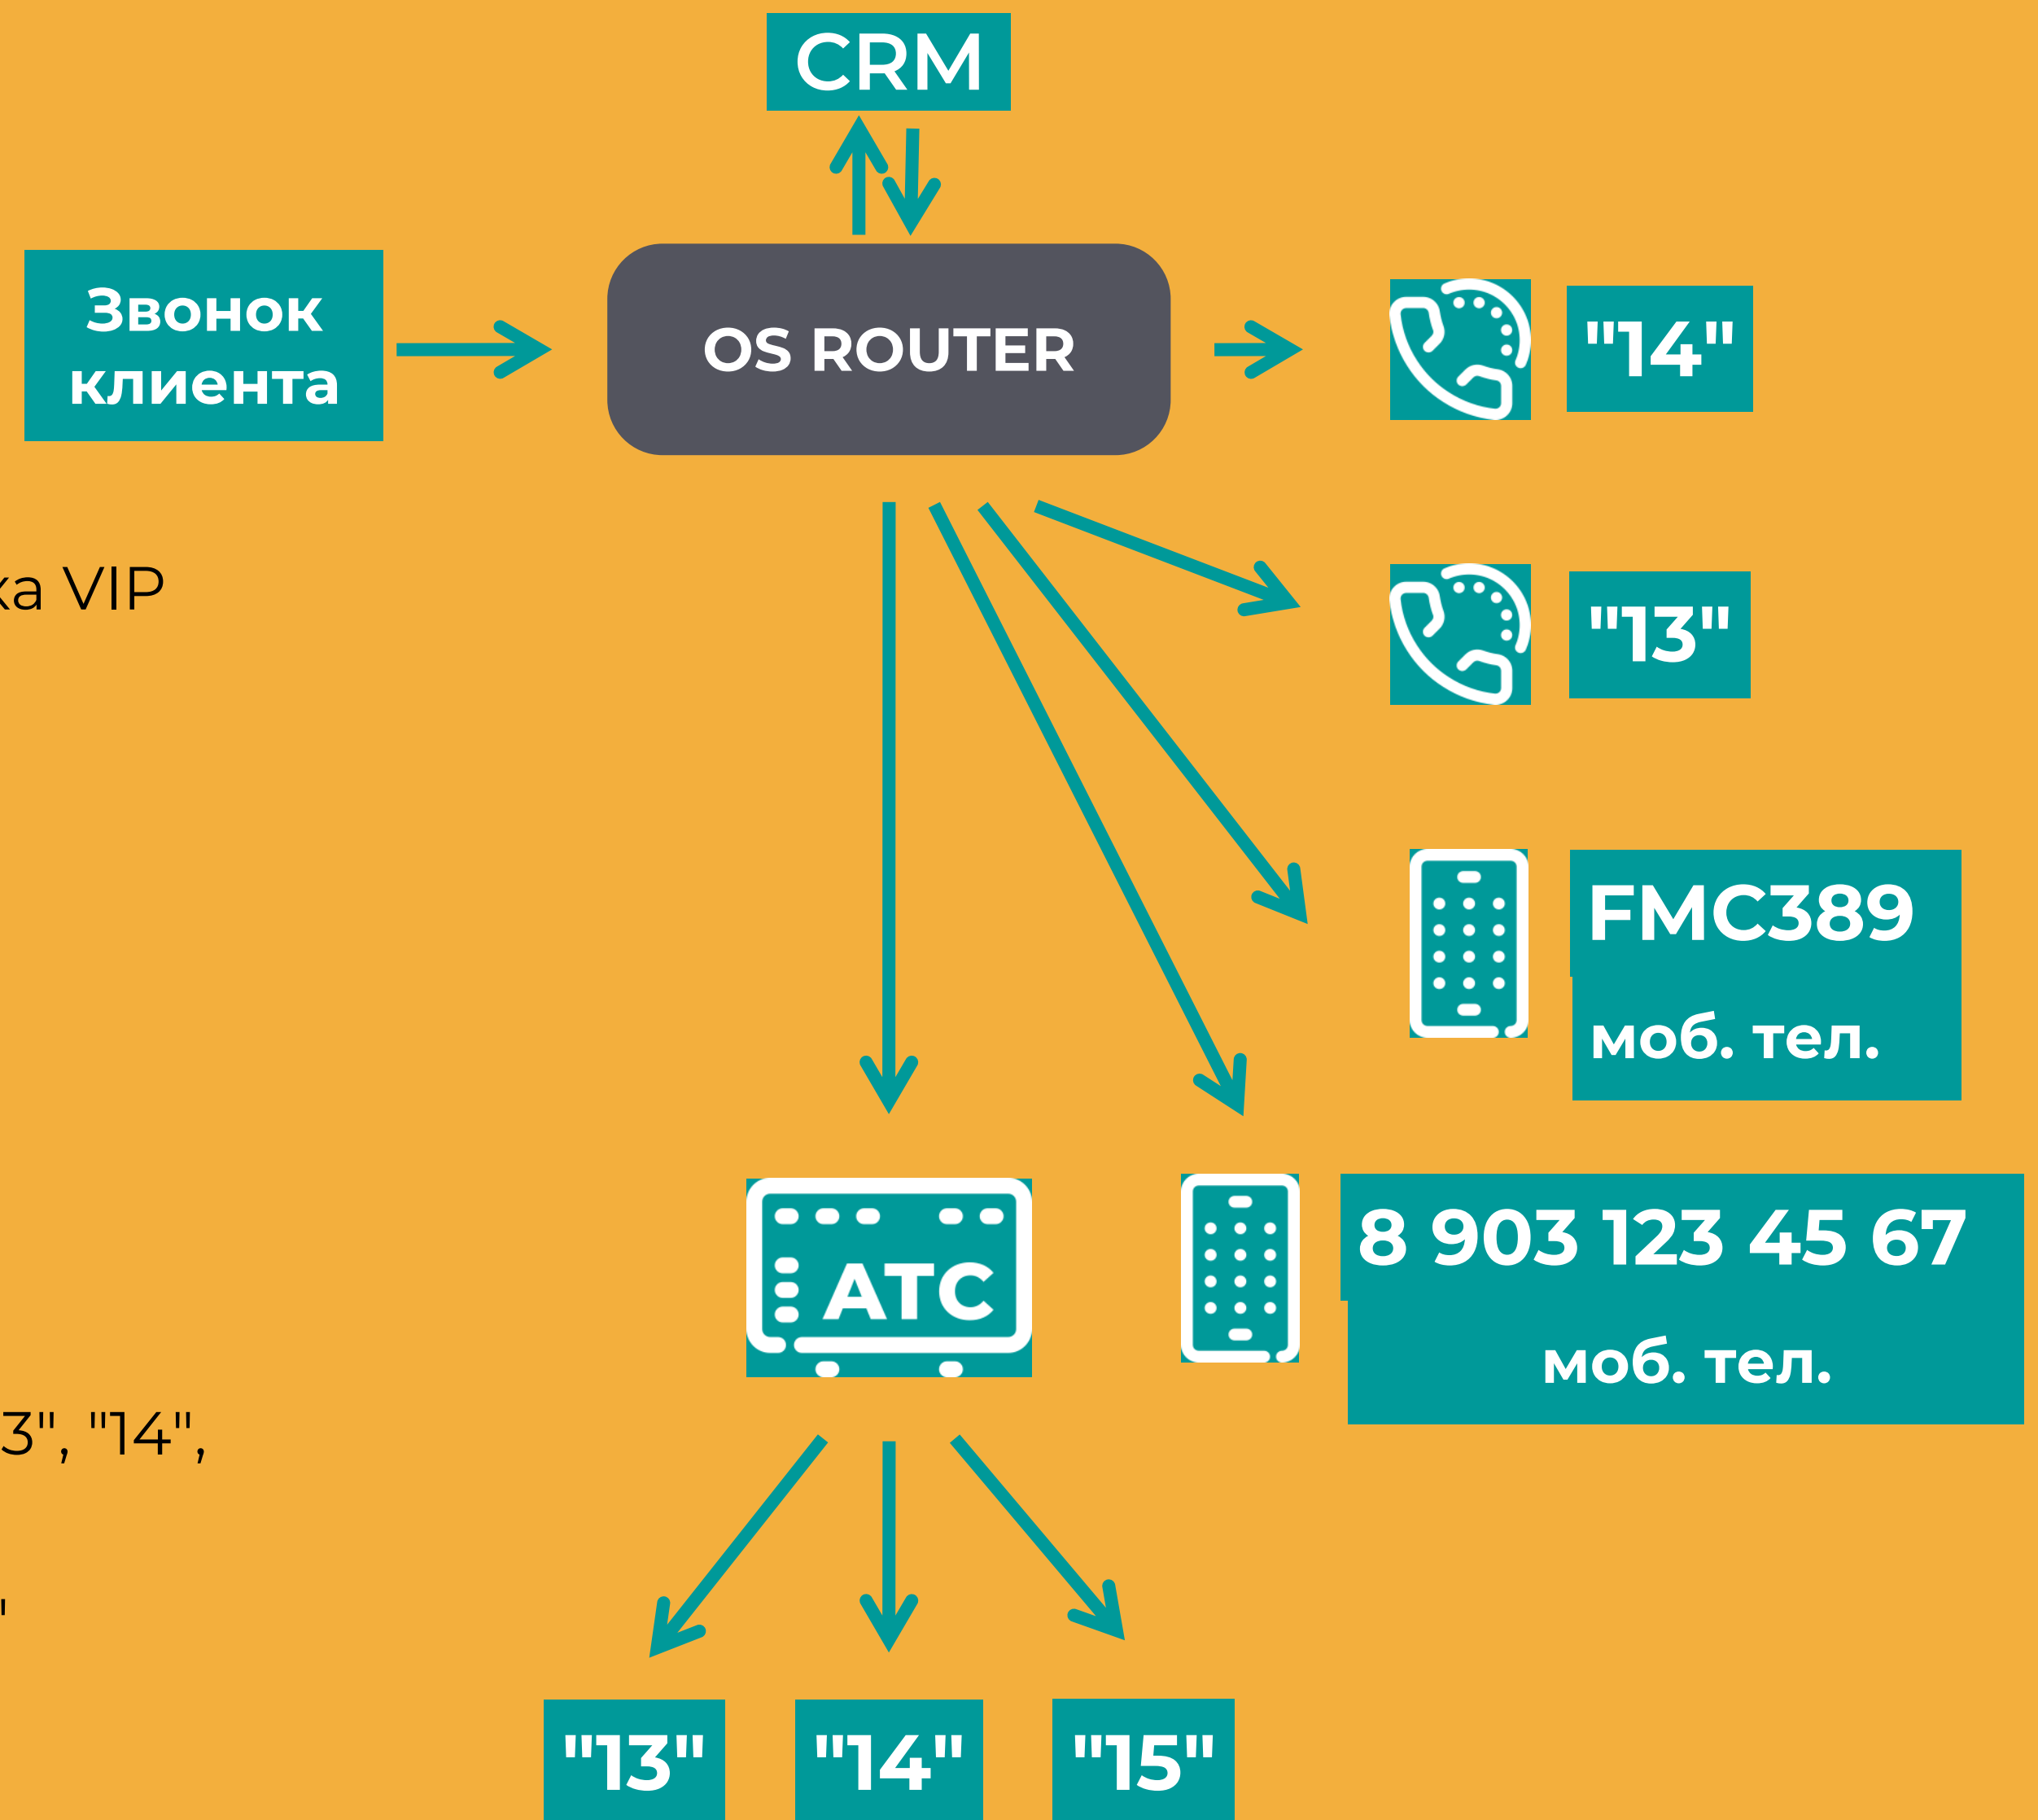 CRM
Звонок
клиента
OS ROUTER
"14"
VIP
"13"
FMC389
моб. тел.
8 903 123 45 67
моб. тел.
АТС
3", "14",
"13"
"14"
"15"